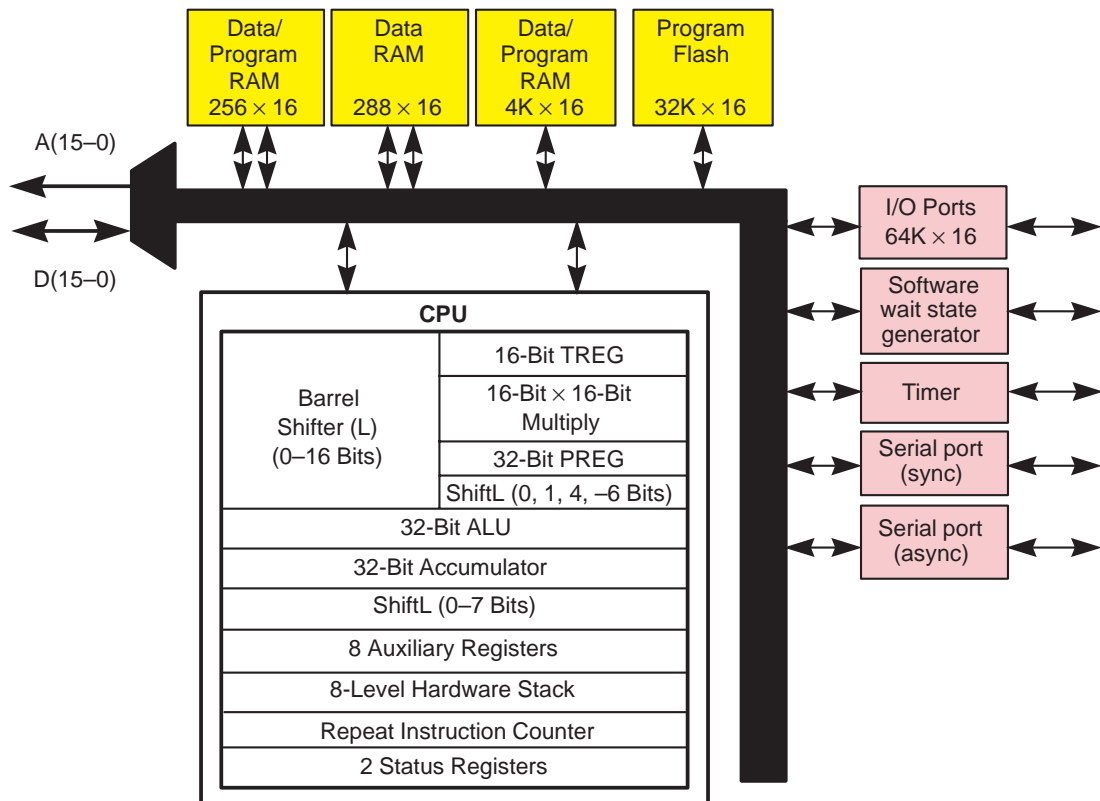 Data/
Program
RAM
256 × 16
Data
RAM
288 × 16
Data/
Program
RAM
4K × 16
Program
Flash
32K × 16
A(15–0)
D(15–0)
I/O Ports
64K × 16
Software
wait state
generator
Timer
Serial port
(sync)
Serial port
(async)
CPU
Barrel
Shifter (L)
(0–16 Bits)
16-Bit TREG
16-Bit × 16-Bit
Multiply
32-Bit PREG
ShiftL (0, 1, 4, –6 Bits)
32-Bit ALU
32-Bit Accumulator
ShiftL (0–7 Bits)
8 Auxiliary Registers
8-Level Hardware Stack
Repeat Instruction Counter
2 Status Registers